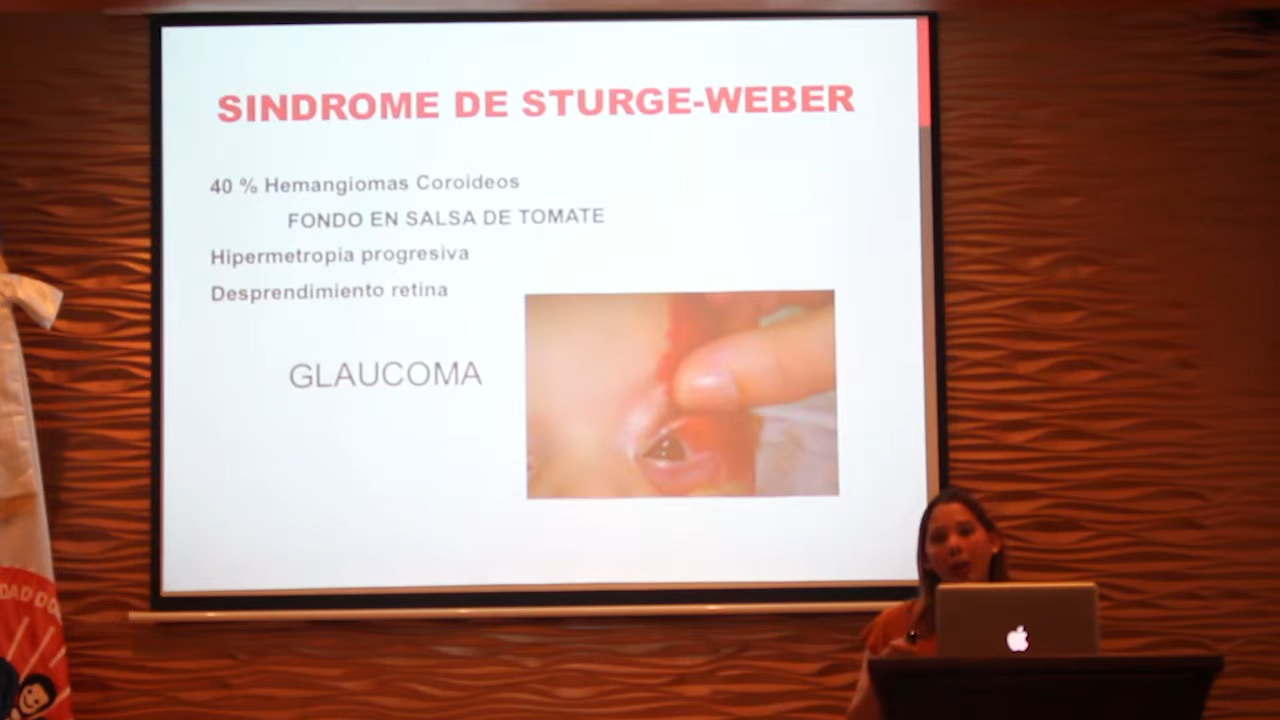 SINDROME DE STURGE-WEBER
40 % Hemangiomas Coroideos
FONDO EN SALSA DE TOMATE
Hipermetropia progresiva
Desprendimiento retina
GLAUCOMA